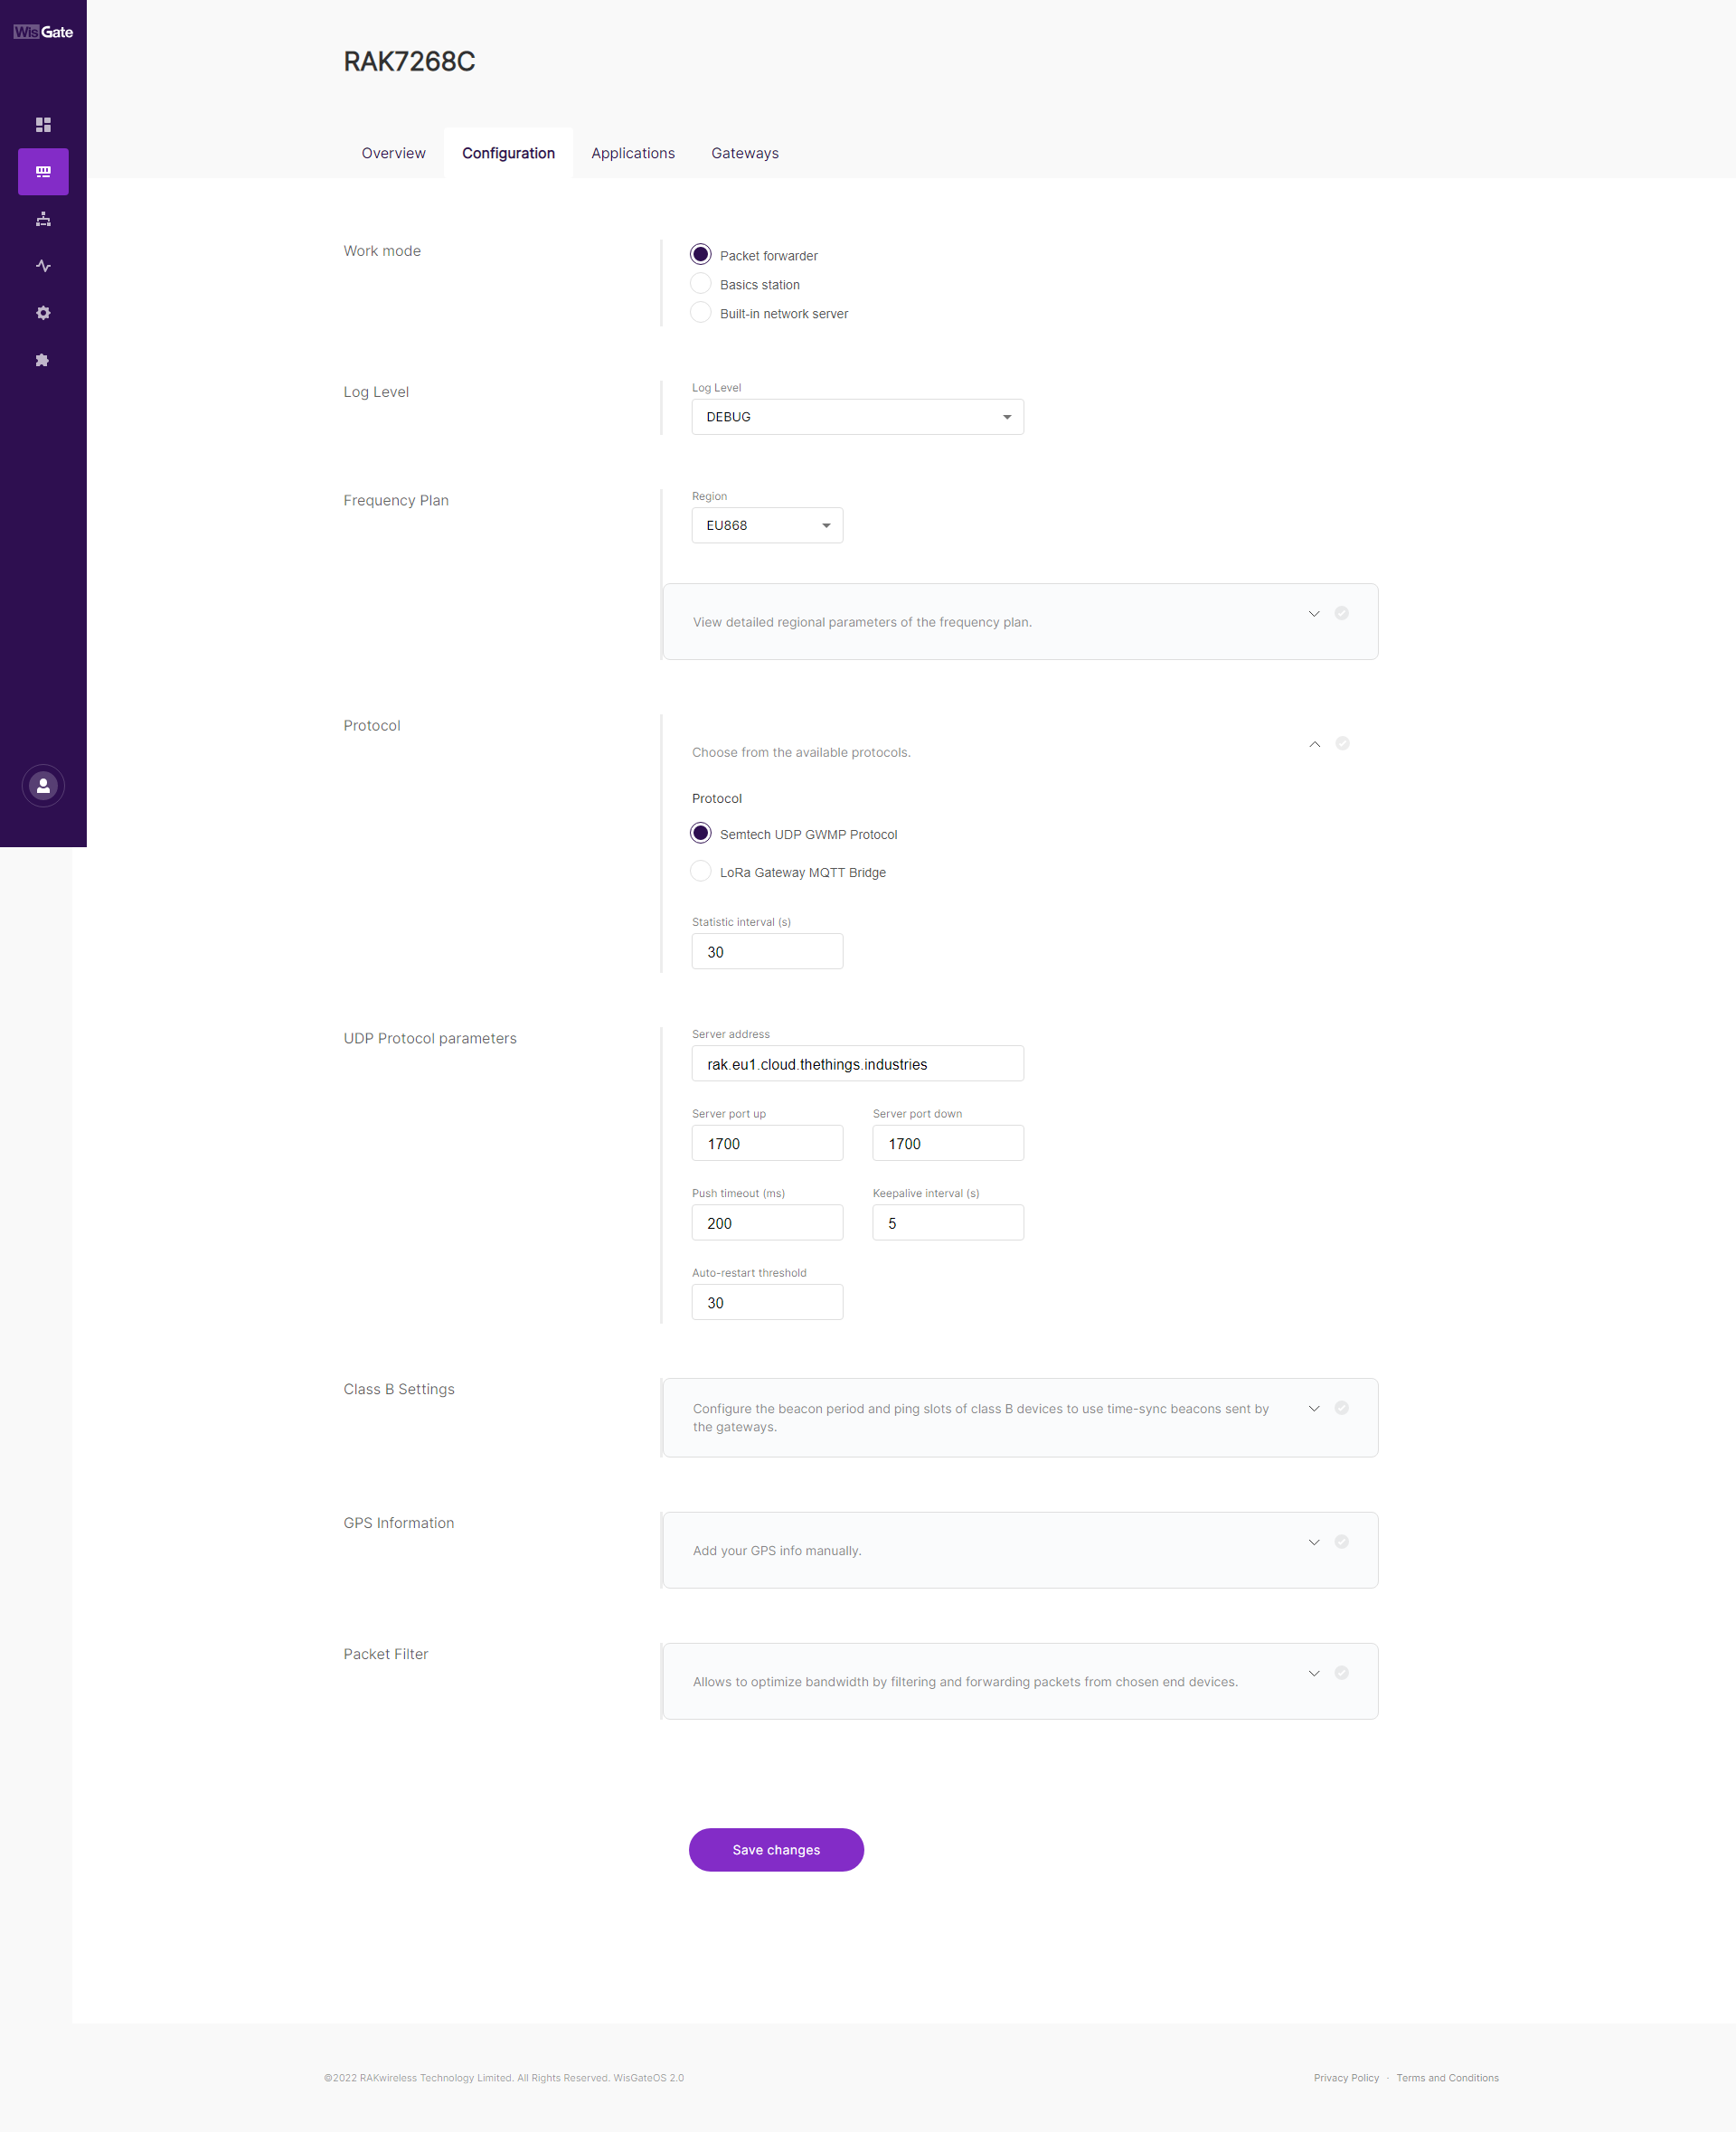 WisGate
RAK7268C
Overview
Configuration
Applications
Gateways
Work mode
Packet forwarder
Basics station
Built-in network server
Log Level
Log Level
DEBUG
Frequency Plan
Region
EU868
View detailed regional parameters of the frequency plan.
Protocol
Choose from the available protocols.
Protocol
Semtech UDP GWMP Protocol
LoRa Gateway MQTT Bridge
Statistic interval (s)
30
UDP Protocol parameters
Server address
rak.eu1.cloud.thethings.industries
Server port up
Server port down
1700
1700
Push timeout (ms)
Keepalive interval (s)
200
5
Auto-restart threshold
30
Class B Settings
Configure the beacon period and ping slots of class B devices to use time-sync beacons sent by
the gateways.
GPS Information
Add your GPS info manually.
Packet Filter
Allows to optimize bandwidth by filtering and forwarding packets from chosen end devices.
Save changes
©2022 RAKwireless Technology Limited. All Rights Reserved. WisGateOS 2.0
Privacy Policy · Terms and Conditions